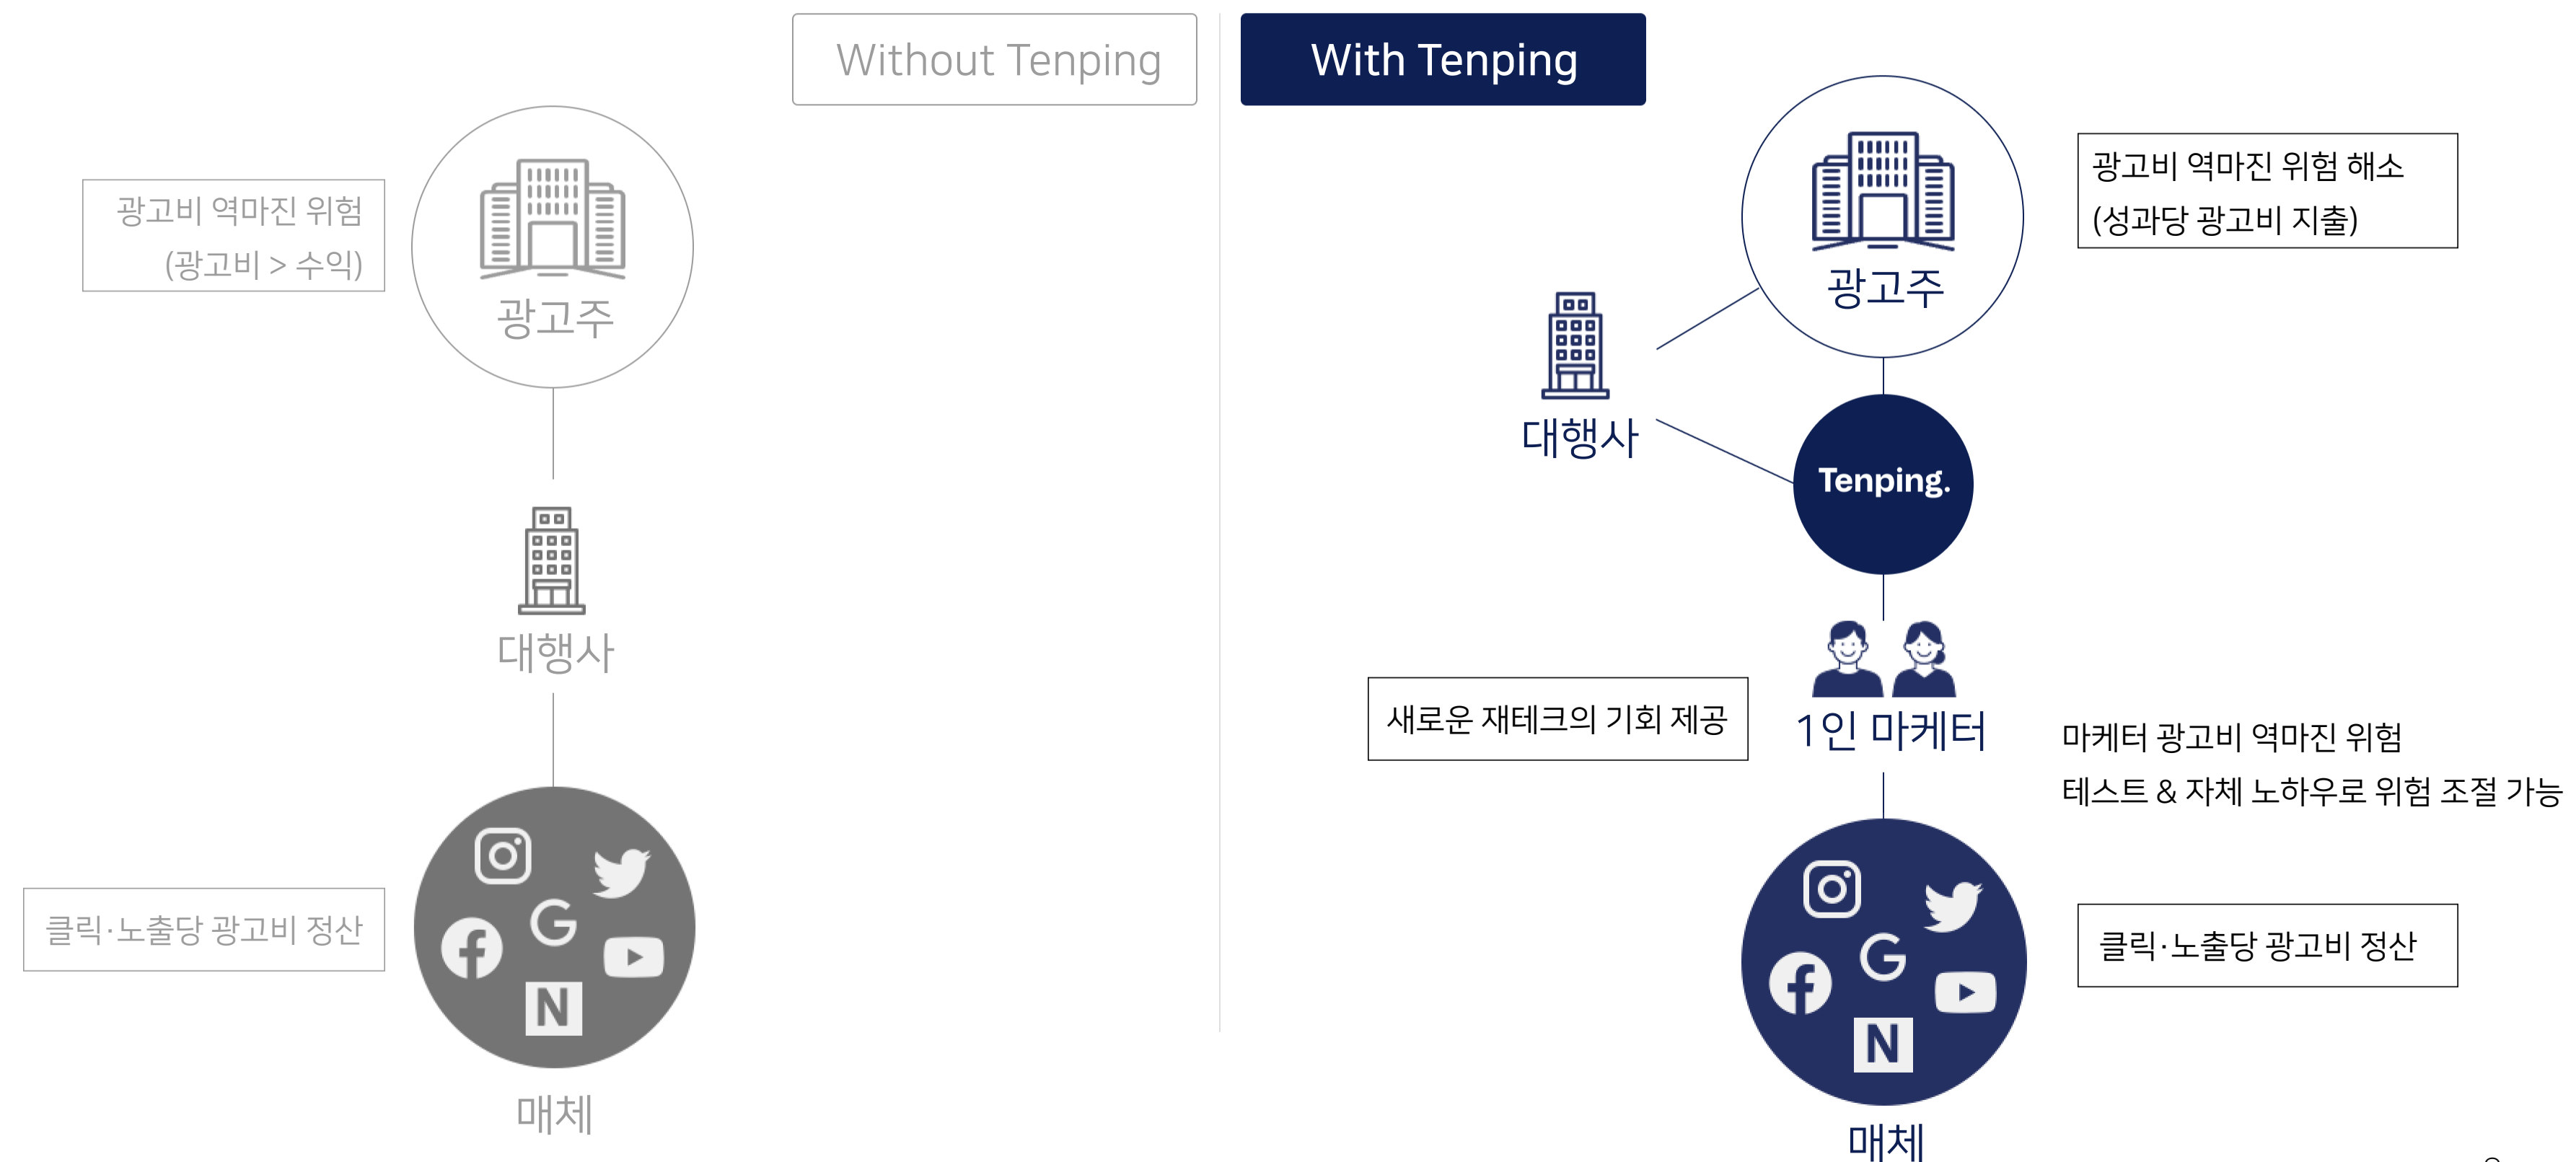 Without Tenping
광고비 역마진 위험
(광고비 > 수익)
광고주
대행사
클릭·노출당 광고비 정산
N
매체
With Tenping
광고주
광고비 역마진 위험 해소
(성과당 광고비 지출)
대행사
Tenping.
새로운 재테크의 기회 제공
1인 마케터
마케터 광고비 역마진 위험
테스트 & 자체 노하우로 위험 조절 가능
클릭·노출당 광고비 정산
N
매체